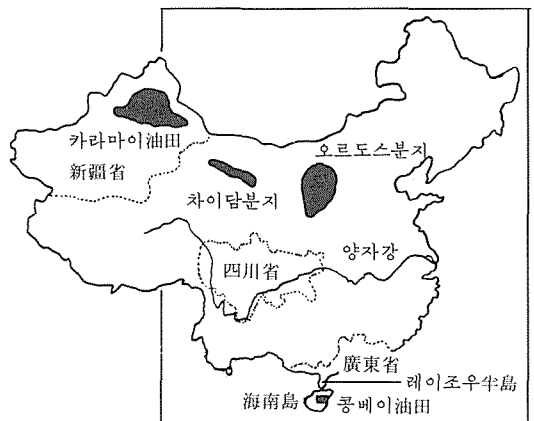 카라마이油田
新疆省
오르도스분지
차이담분지
양자강
四川省
廣東省
레이조우半島
海南島
콩베이油田